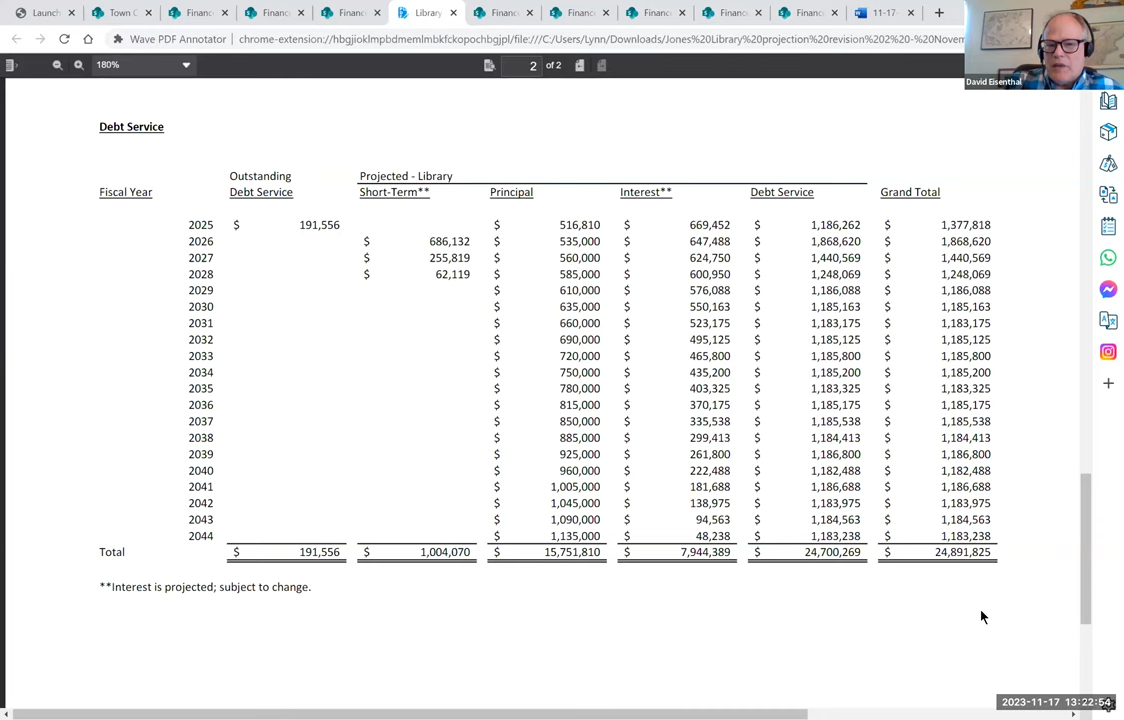 Launch Town C Finance Finance Finance Library Finance Finance Finance Finance Finance 11-17-
Wave PDF Annotator chrome-extension://hbgjioklmpbdmemlmbkfckopochbgjpl/file:///C:/Users/Lynn/Downloads/Jones%20Library%20projection%20revision%202%20-%20Novem
180% 2 of 2
David Eisenthal
Debt Service
Outstanding Projected - Library
Fiscal Year Debt Service Short-Term** Principal Interest** Debt Service Grand Total
2025 $ 191,556 $ 516,810 $ 669,452 $ 1,186,262 $ 1,377,818
2026 $ 686,132 $ 535,000 $ 647,488 $ 1,868,620 $ 1,868,620
2027 $ 255,819 $ 560,000 $ 624,750 $ 1,440,569 $ 1,440,569
2028 $ 62,119 $ 585,000 $ 600,950 $ 1,248,069 $ 1,248,069
2029 $ 610,000 $ 576,088 $ 1,186,088 $ 1,186,088
2030 $ 635,000 $ 550,163 $ 1,185,163 $ 1,185,163
2031 $ 660,000 $ 523,175 $ 1,183,175 $ 1,183,175
2032 $ 690,000 $ 495,125 $ 1,185,125 $ 1,185,125
2033 $ 720,000 $ 465,800 $ 1,185,800 $ 1,185,800
2034 $ 750,000 $ 435,200 $ 1,185,200 $ 1,185,200
2035 $ 780,000 $ 403,325 $ 1,183,325 $ 1,183,325
2036 $ 815,000 $ 370,175 $ 1,185,175 $ 1,185,175
2037 $ 850,000 $ 335,538 $ 1,185,538 $ 1,185,538
2038 $ 885,000 $ 299,413 $ 1,184,413 $ 1,184,413
2039 $ 925,000 $ 261,800 $ 1,186,800 $ 1,186,800
2040 $ 960,000 $ 222,488 $ 1,182,488 $ 1,182,488
2041 $ 1,005,000 $ 181,688 $ 1,186,688 $ 1,186,688
2042 $ 1,045,000 $ 138,975 $ 1,183,975 $ 1,183,975
2043 $ 1,090,000 $ 94,563 $ 1,184,563 $ 1,184,563
2044 $ 1,135,000 $ 48,238 $ 1,183,238 $ 1,183,238
Total $ 191,556 $ 1,004,070 $ 15,751,810 $ 7,944,389 $ 24,700,269 $ 24,891,825
**Interest is projected; subject to change.
2023-11-17 13:22:54